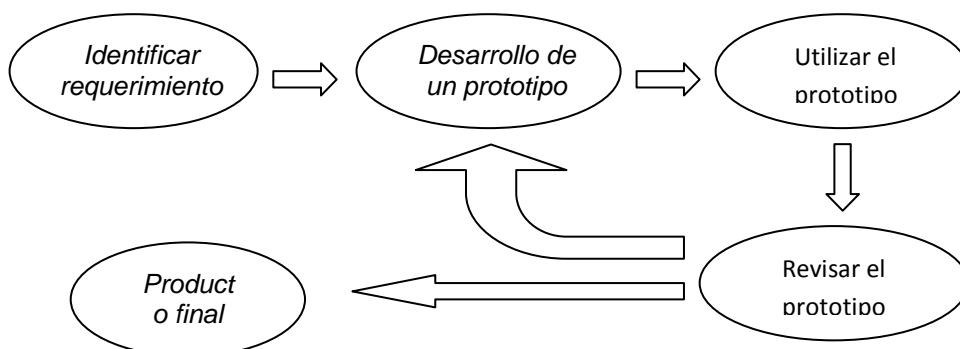 Identificar
requerimiento
Desarrollo de
un prototipo
Utilizar el
prototipo
Revisar el
prototipo
Product
o final